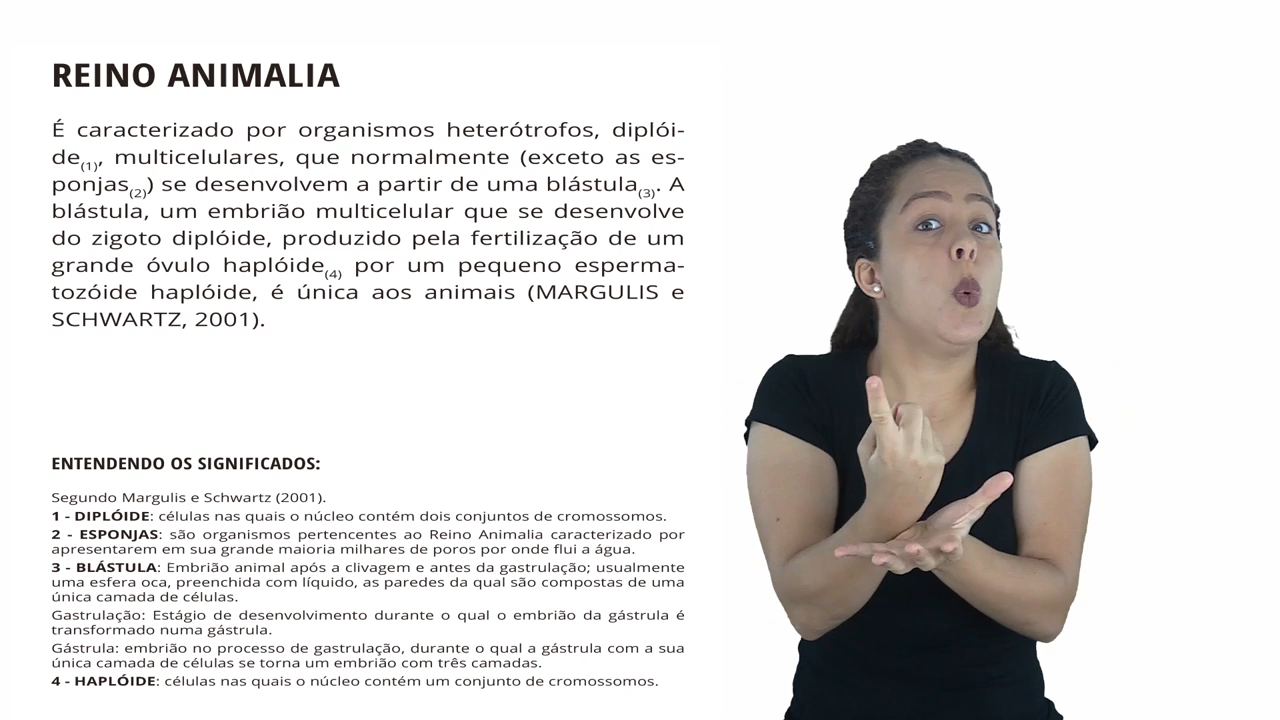 REINO ANIMALIA
É caracterizado por organismos heterótrofos, diplói-
de(1), multicelulares, que normalmente (exceto as es-
ponjas(2)) se desenvolvem a partir de uma blástula(3). A
blástula, um embrião multicelular que se desenvolve
do zigoto diplóide, produzido pela fertilização de um
grande óvulo haplóide(4) por um pequeno esperma-
tozóide haplóide, é única aos animais (MARGULIS e
SCHWARTZ, 2001).
ENTENDENDO OS SIGNIFICADOS:
Segundo Margulis e Schwartz (2001).
1 - DIPLÓIDE: células nas quais o núcleo contém dois conjuntos de cromossomos.
2 - ESPONJAS: são organismos pertencentes ao Reino Animalia caracterizado por
apresentarem em sua grande maioria milhares de poros por onde flui a água.
3 - BLÁSTULA: Embrião animal após a clivagem e antes da gastrulação; usualmente
uma esfera oca, preenchida com líquido, as paredes da qual são compostas de uma
única camada de células.
Gastrulação: Estágio de desenvolvimento durante o qual o embrião da gástrula é
transformado numa gástrula.
Gástrula: embrião no processo de gastrulação, durante o qual a gástrula com a sua
única camada de células se torna um embrião com três camadas.
4 - HAPLÓIDE: células nas quais o núcleo contém um conjunto de cromossomos.